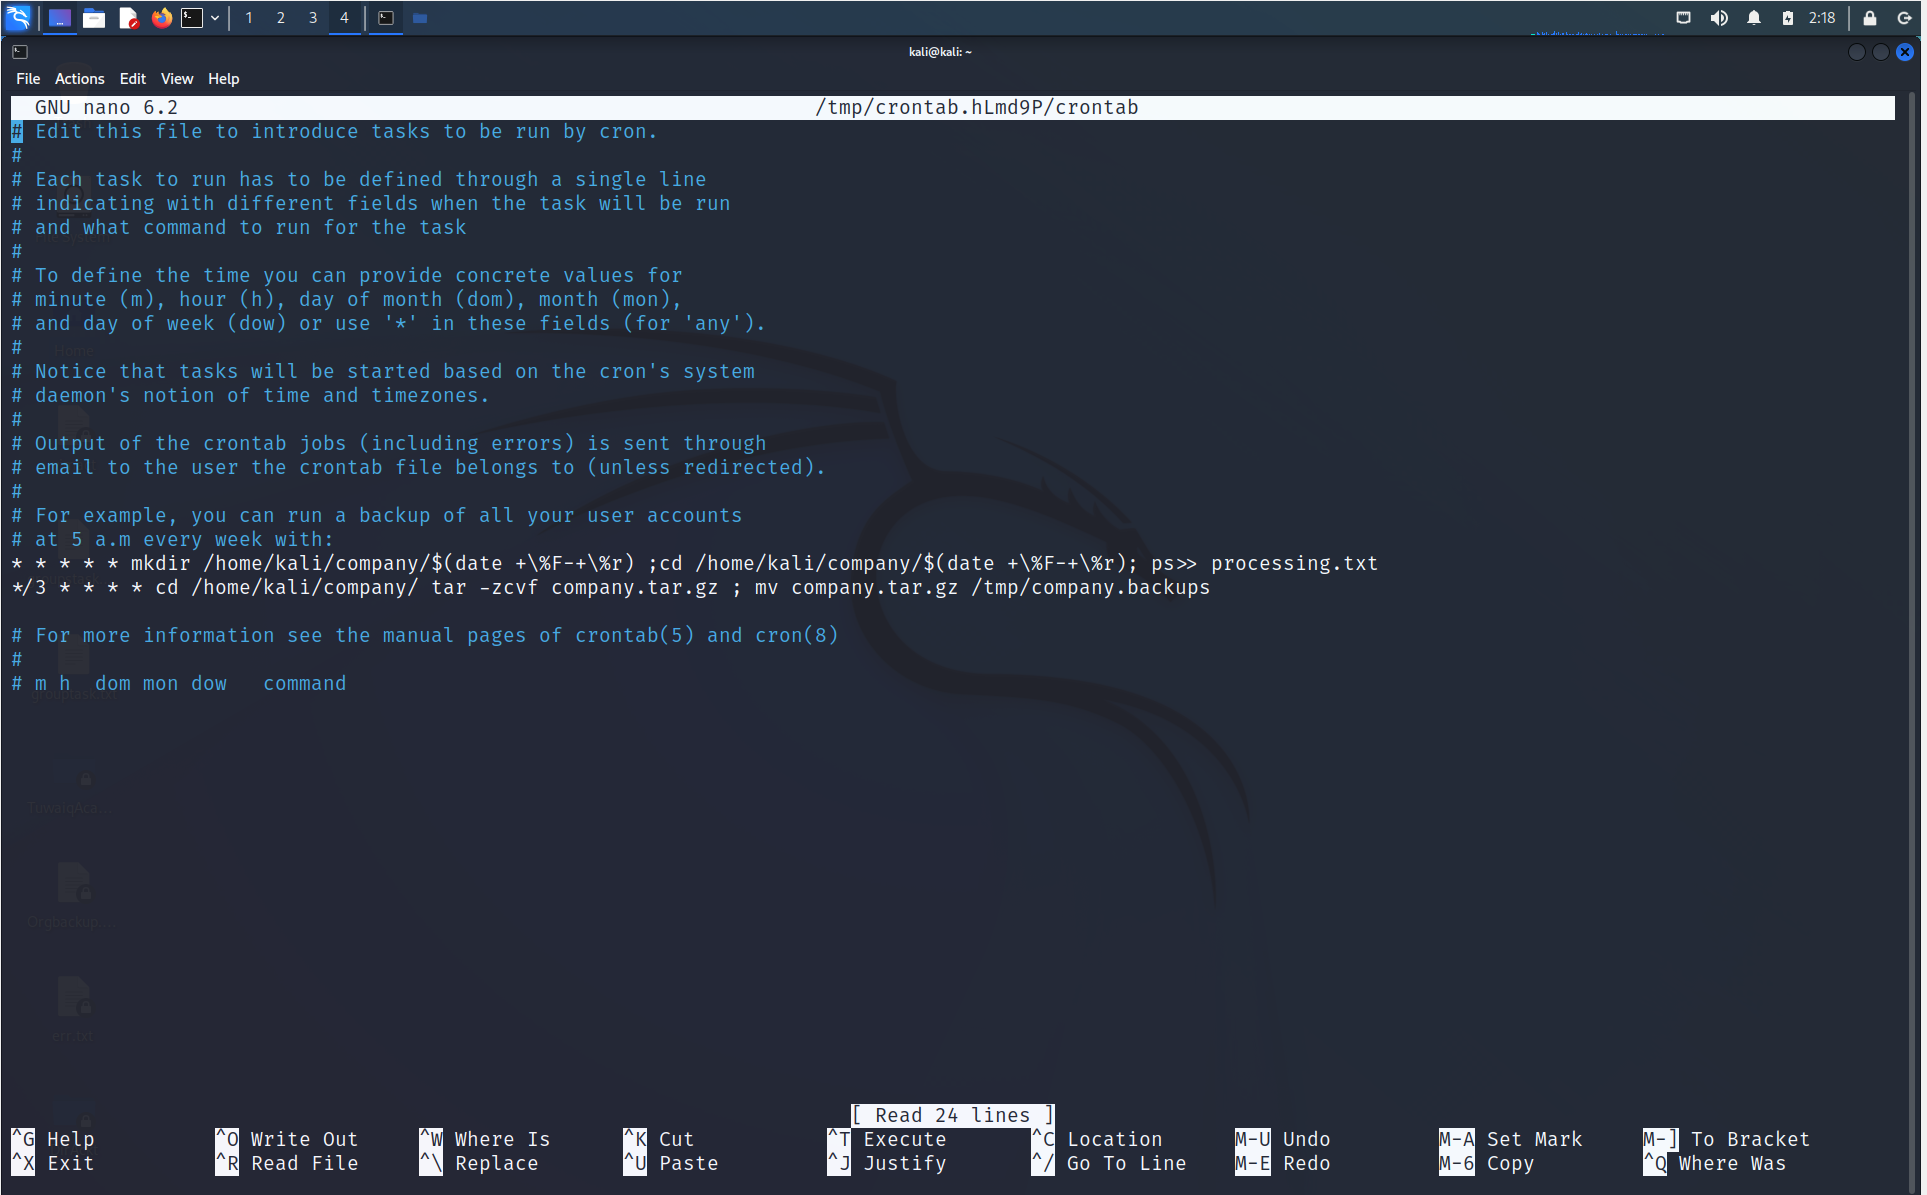 1 2 3 4 2:18
kali@kali: ~
File Actions Edit View Help
GNU nano 6.2 /tmp/crontab.hLmd9P/crontab
# Edit this file to introduce tasks to be run by cron.
#
# Each task to run has to be defined through a single line
# indicating with different fields when the task will be run
# and what command to run for the task
#
# To define the time you can provide concrete values for
# minute (m), hour (h), day of month (dom), month (mon),
# and day of week (dow) or use '*' in these fields (for 'any').
#
# Notice that tasks will be started based on the cron's system
# daemon's notion of time and timezones.
#
# Output of the crontab jobs (including errors) is sent through
# email to the user the crontab file belongs to (unless redirected).
#
# For example, you can run a backup of all your user accounts
# at 5 a.m every week with:
* * * * * mkdir /home/kali/company/$(date +\%F-+\%r) ;cd /home/kali/company/$(date +\%F-+\%r); ps>> processing.txt
*/3 * * * * cd /home/kali/company/ tar -zcvf company.tar.gz ; mv company.tar.gz /tmp/company.backups
# For more information see the manual pages of crontab(5) and cron(8)
#
# m h  dom mon dow   command
Home
err.txt
[ Read 24 lines ]
^G Help ^O Write Out ^W Where Is ^K Cut ^T Execute ^C Location M-U Undo M-A Set Mark M-] To Bracket
^X Exit ^R Read File ^\ Replace ^U Paste ^J Justify ^/ Go To Line M-E Redo M-6 Copy ^Q Where Was